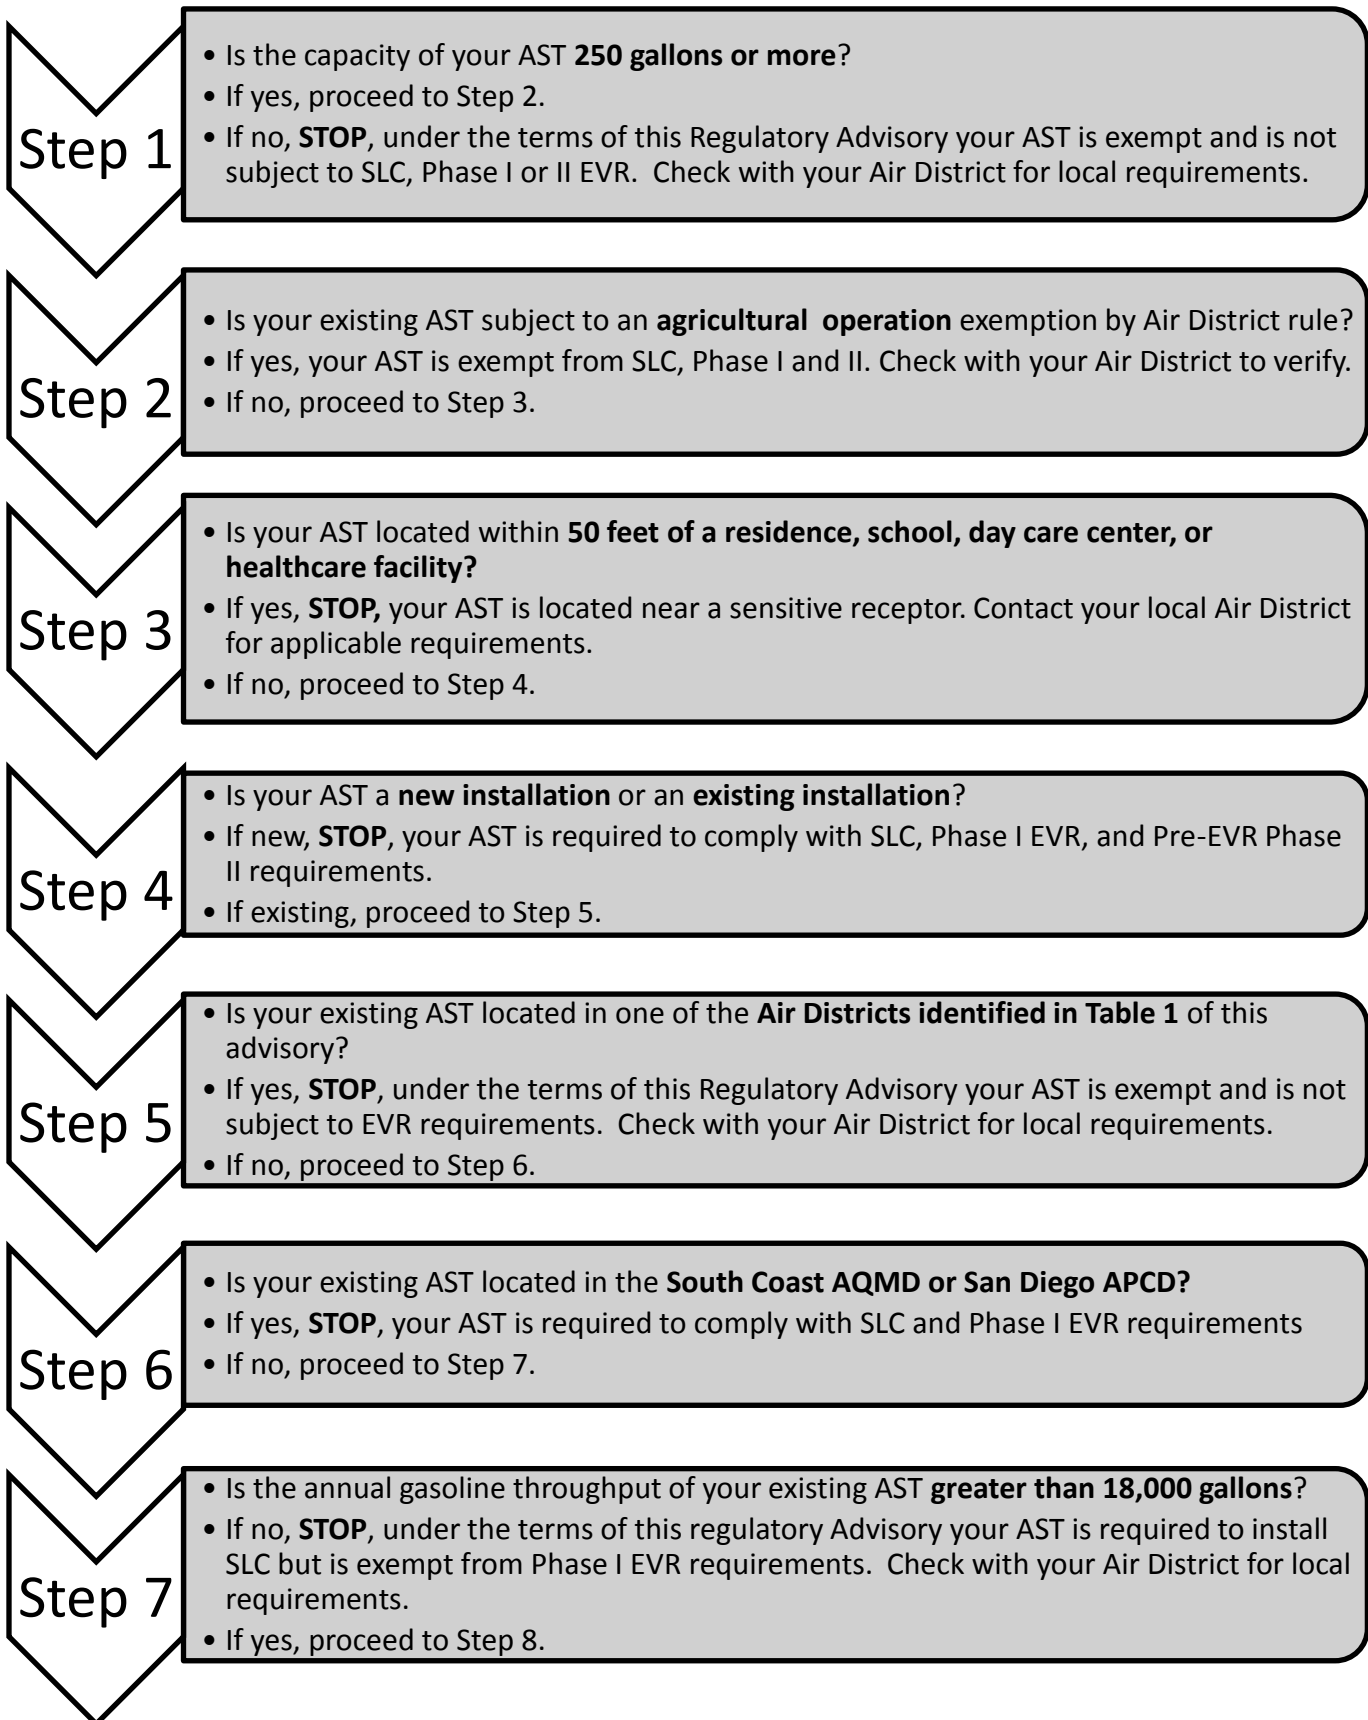 Step 1
• Is the capacity of your AST 250 gallons or more?
• If yes, proceed to Step 2.
• If no, STOP, under the terms of this Regulatory Advisory your AST is exempt and is not
subject to SLC, Phase I or II EVR.  Check with your Air District for local requirements.
Step 2
• Is your existing AST subject to an agricultural  operation exemption by Air District rule?
• If yes, your AST is exempt from SLC, Phase I and II. Check with your Air District to verify.
• If no, proceed to Step 3.
Step 3
• Is your AST located within 50 feet of a residence, school, day care center, or
healthcare facility?
• If yes, STOP, your AST is located near a sensitive receptor. Contact your local Air District
for applicable requirements.
• If no, proceed to Step 4.
Step 4
• Is your AST a new installation or an existing installation?
• If new, STOP, your AST is required to comply with SLC, Phase I EVR, and Pre-EVR Phase
II requirements.
• If existing, proceed to Step 5.
Step 5
• Is your existing AST located in one of the Air Districts identified in Table 1 of this
advisory?
• If yes, STOP, under the terms of this Regulatory Advisory your AST is exempt and is not
subject to EVR requirements.  Check with your Air District for local requirements.
• If no, proceed to Step 6.
Step 6
• Is your existing AST located in the South Coast AQMD or San Diego APCD?
• If yes, STOP, your AST is required to comply with SLC and Phase I EVR requirements
• If no, proceed to Step 7.
Step 7
• Is the annual gasoline throughput of your existing AST greater than 18,000 gallons?
• If no, STOP, under the terms of this regulatory Advisory your AST is required to install
SLC but is exempt from Phase I EVR requirements.  Check with your Air District for local
requirements.
• If yes, proceed to Step 8.